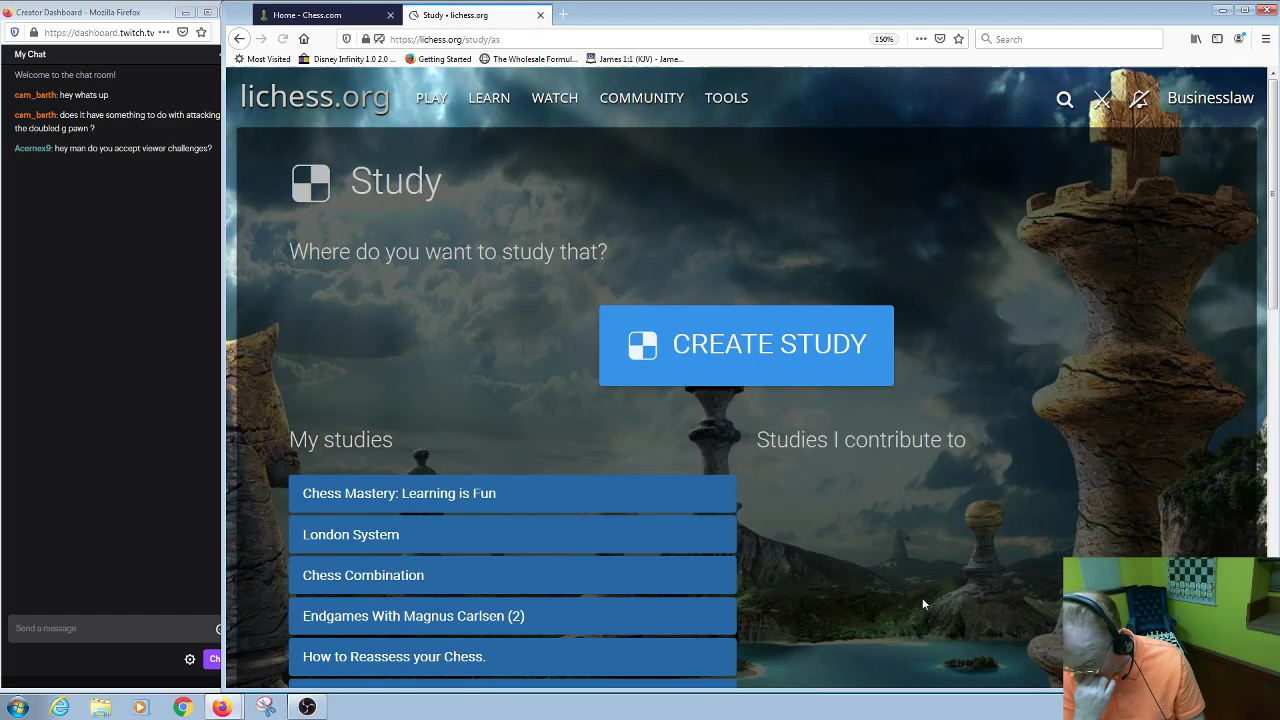 Creator Dashboard - Mozilla Firefox
https://dashboard.twitch.tv
My Chat
Welcome to the chat room!
cam_barth: hey whats up
cam_barth: does it have something to do with attacking
the doubled g pawn ?
Acernex9: hey man do you accept viewer challenges?
Send a message
Ch
Home - Chess.com
Study • lichess.org
https://lichess.org/study/as
150%
Search
Most Visited
Disney Infinity 1.0 2.0 ...
Getting Started
The Wholesale Formul...
James 1:1 (KJV) - Jame...
lichess.org
PLAY
LEARN
WATCH
COMMUNITY
TOOLS
Businesslaw
Study
Where do you want to study that?
CREATE STUDY
My studies
Studies I contribute to
Chess Mastery: Learning is Fun
London System
Chess Combination
Endgames With Magnus Carlsen (2)
How to Reassess your Chess.